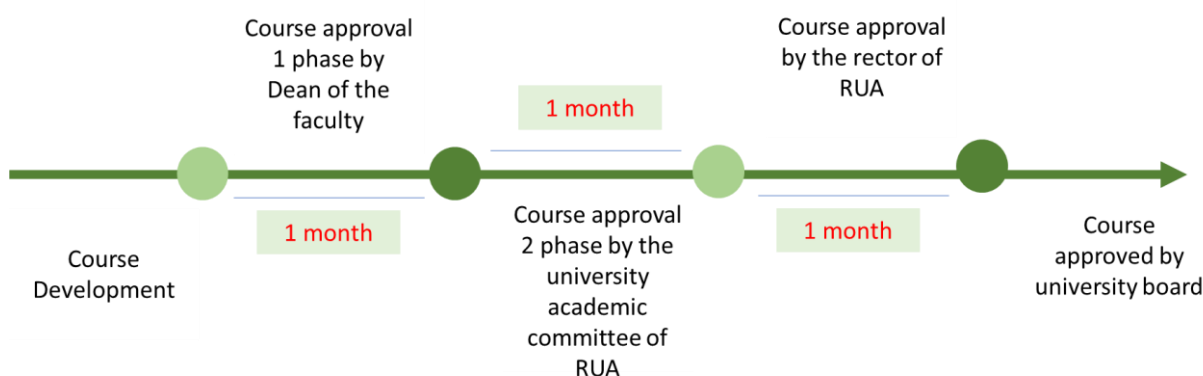 Course
Development
Course approval
1 phase by
Dean of the
faculty
1 month
1 month
Course approval
2 phase by the
university
academic
committee of
RUA
Course approval
by the rector of
RUA
1 month
Course
approved by
university board